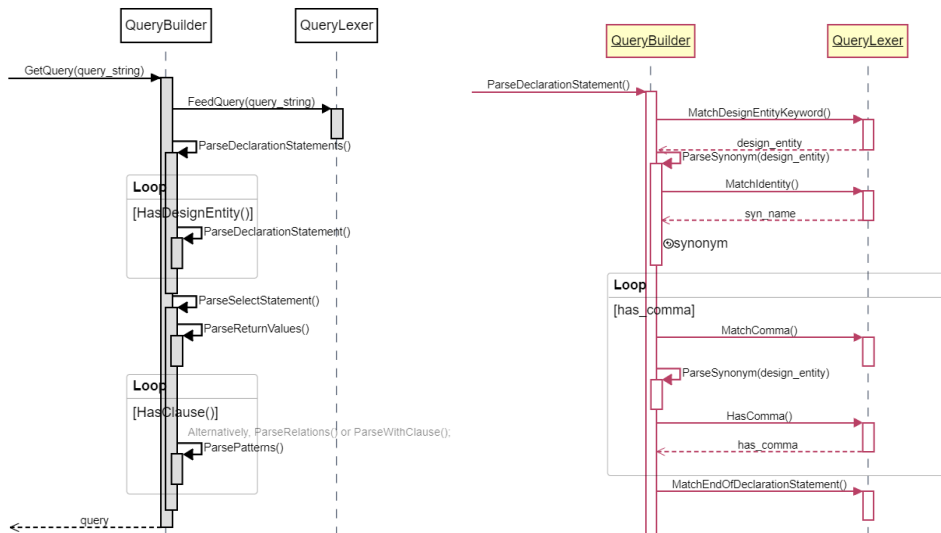 QueryBuilder
QueryLexer
GetQuery(query_string)
FeedQuery(query_string)
ParseDeclarationStatements()
Loop
[HasDesignEntity()]
ParseDeclarationStatement()
ParseSelectStatement()
ParseReturnValues()
Loop
[HasClause()]
Alternatively, ParseRelations() or ParseWithClause();
ParsePatterns()
query
QueryBuilder
QueryLexer
ParseDeclarationStatement()
MatchDesignEntityKeyword()
design_entity
ParseSynonym(design_entity)
MatchIdentity()
syn_name
synonym
Loop
[has_comma]
MatchComma()
ParseSynonym(design_entity)
HasComma()
has_comma
MatchEndOfDeclarationStatement()